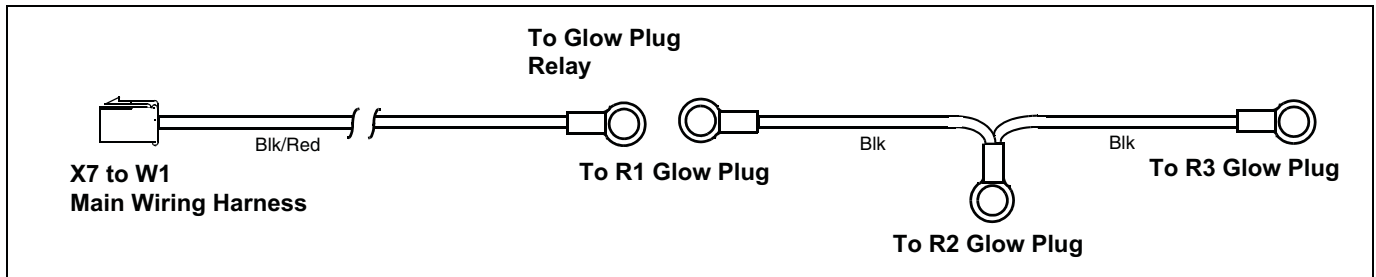 To Glow Plug
Relay
Blk/Red
X7 to W1
Main Wiring Harness
To R1 Glow Plug
Blk
Blk
To R3 Glow Plug
To R2 Glow Plug